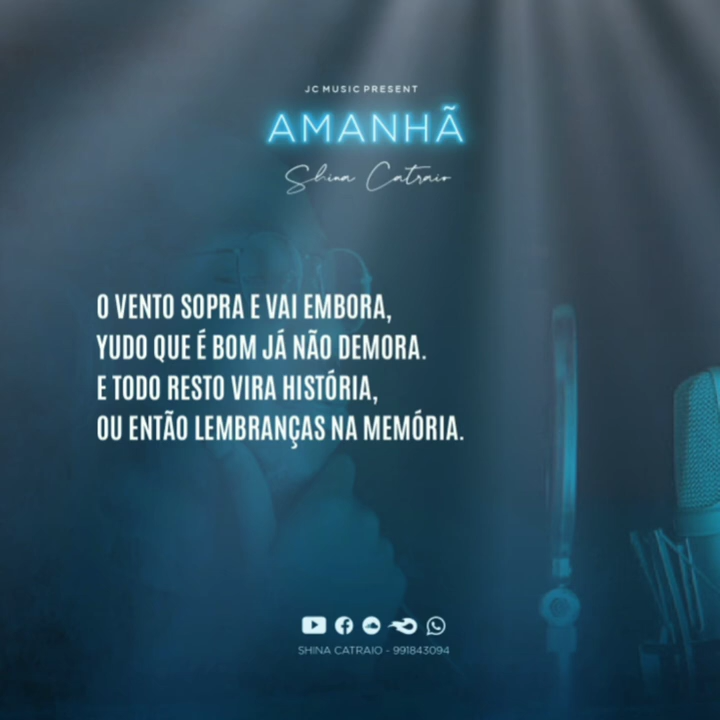 JC MUSIC PRESENT
AMANHÃ
Shina Catraio
O VENTO SOPRA E VAI EMBORA,
YUDO QUE É BOM JÁ NÃO DEMORA.
E TODO RESTO VIRA HISTÓRIA,
OU ENTÃO LEMBRANÇAS NA MEMÓRIA.
SHINA CATRAIO - 991843094